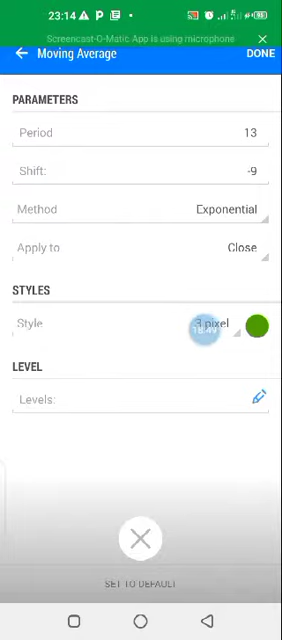 23:14
Screencast-O-Matic App is using microphone
Moving Average
DONE
PARAMETERS
Period 13
Shift: -9
Method Exponential
Apply to Close
STYLES
Style 3 pixel
LEVEL
Levels:
SET TO DEFAULT